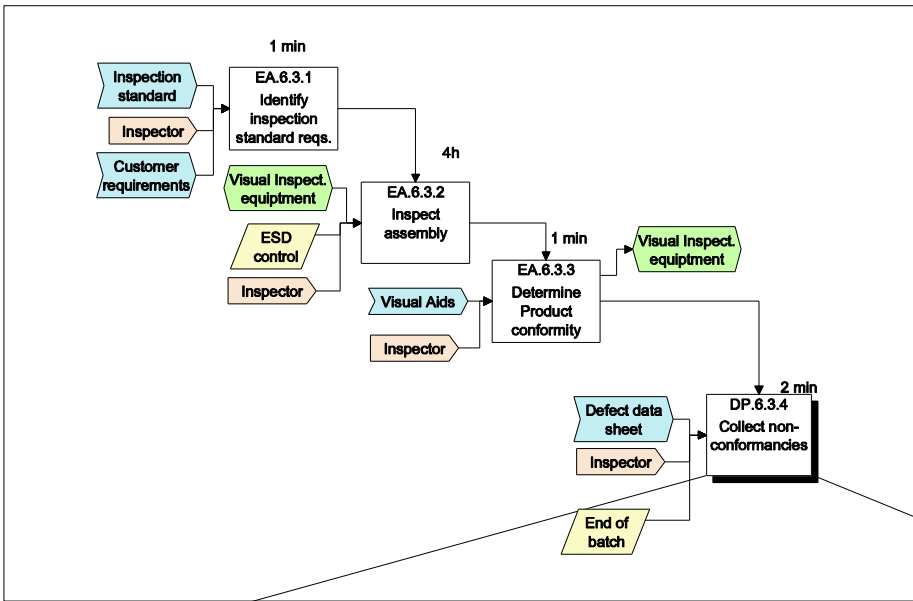 1 min
Inspection
standard
Inspector
Customer
requirements
EA.6.3.1
Identify
inspection
standard reqs.
4h
Visual Inspect.
equiptment
ESD
control
Inspector
EA.6.3.2
Inspect
assembly
1 min
Visual Aids
Inspector
EA.6.3.3
Determine
Product
conformity
Visual Inspect.
equiptment
2 min
Defect data
sheet
Inspector
End of
batch
DP.6.3.4
Collect non-
conformancies